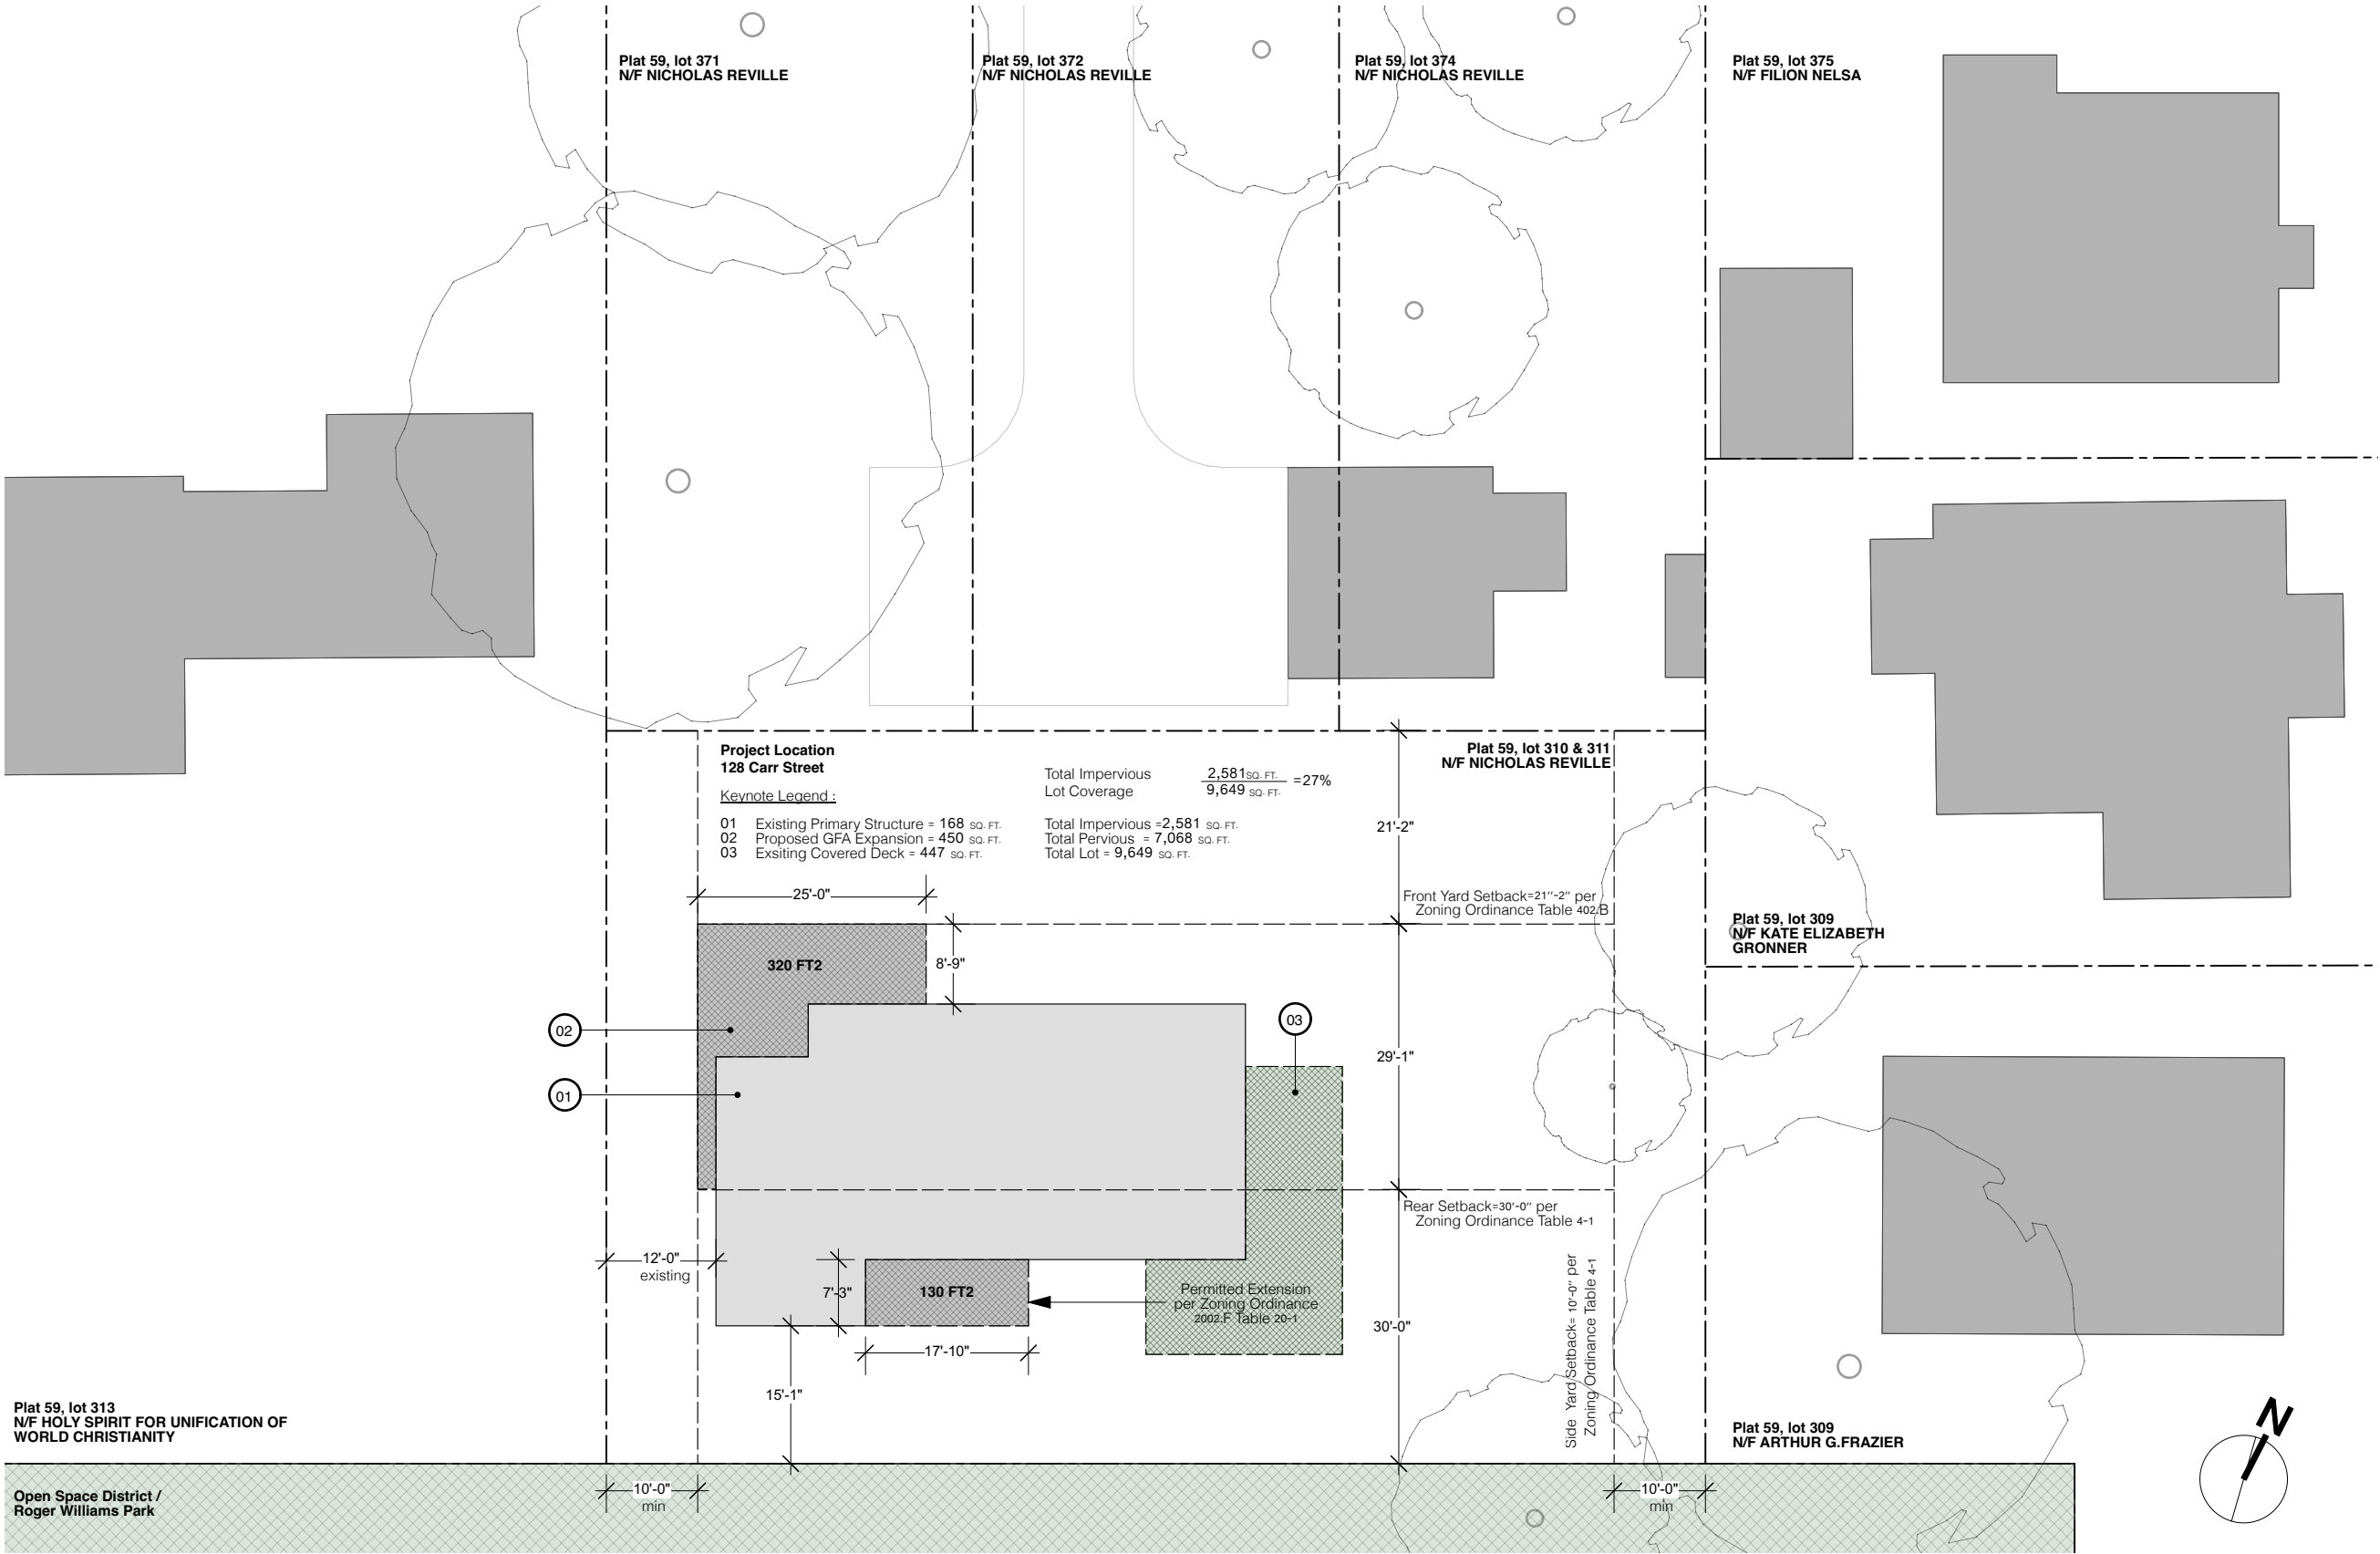 Plat 59, lot 371
N/F NICHOLAS REVILLE
Plat 59, lot 372
N/F NICHOLAS REVILLE
Plat 59, lot 374
N/F NICHOLAS REVILLE
Plat 59, lot 375
N/F FILION NELSA
Project Location
128 Carr Street
Keynote Legend :
01 Existing Primary Structure = 168 SQ. FT.
02 Proposed GFA Expansion = 450 SQ. FT.
03 Exsiting Covered Deck = 447 SQ. FT.
Total Impervious
Lot Coverage
2,581 SQ. FT.
9,649 SQ. FT.
=27%
Total Impervious =2,581 SQ. FT.
Total Pervious = 7,068 SQ. FT.
Total Lot = 9,649 SQ. FT.
Plat 59, lot 310 & 311
N/F NICHOLAS REVILLE
21'-2"
25'-0"
Front Yard Setback=21''-2'' per
Zoning Ordinance Table 402.B
Plat 59, lot 309
N/F KATE ELIZABETH
GRONNER
320 FT2
8'-9"
02
03
01
29'-1"
Rear Setback=30'-0'' per
Zoning Ordinance Table 4-1
12'-0"
existing
7'-3"
130 FT2
Permitted Extension
per Zoning Ordinance
2002.F Table 20-1
30'-0"
17'-10"
15'-1"
Side Yard Setback= 10'-0'' per
Zoning Ordinance Table 4-1
Plat 59, lot 313
N/F HOLY SPIRIT FOR UNIFICATION OF
WORLD CHRISTIANITY
Plat 59, lot 309
N/F ARTHUR G.FRAZIER
N
Open Space District /
Roger Williams Park
10'-0"
min
10'-0"
min